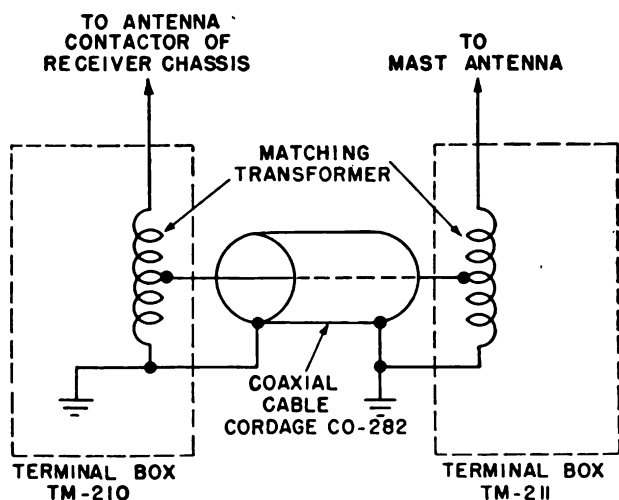 TO ANTENNA
CONTACTOR OF
RECEIVER CHASSIS
TO
MAST ANTENNA
MATCHING
TRANSFORMER
COAXIAL
CABLE
CORDAGE CO-282
TERMINAL BOX
TM-210
TERMINAL BOX
TM-211